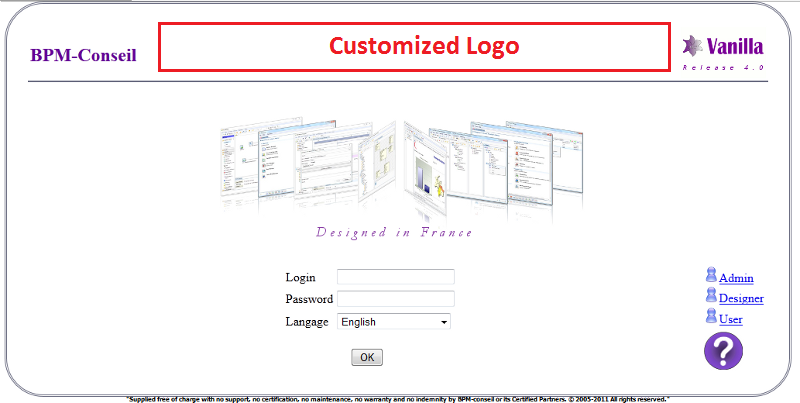 BPM-Conseil
Customized Logo
Vanilla
Release 4.0
Designed in France
Login
Password
Langage
English
OK
Admin
Designer
User
?
"Supplied free of charge with no support, no certification, no maintenance, no warranty and no indemnity by BPM-conseil or its Certified Partners. © 2005-2011 All rights reserved."